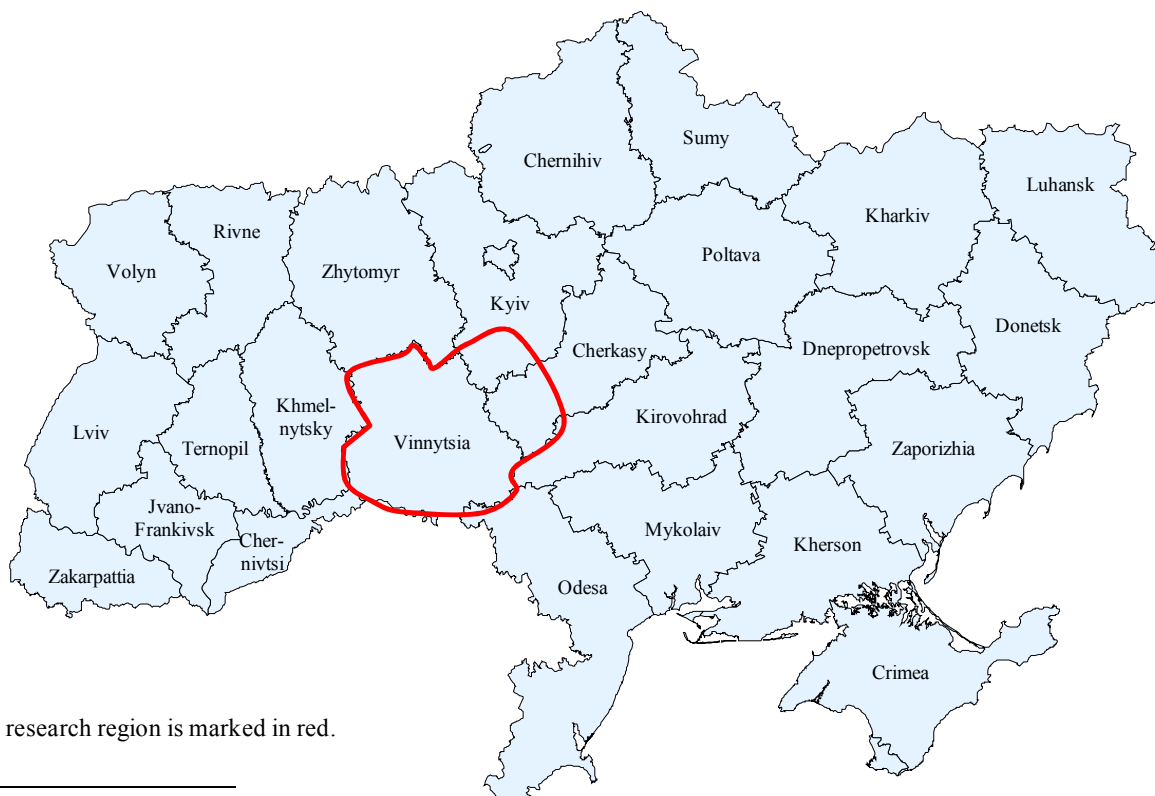 Sumy
Chernihiv
Luhansk
Kharkiv
Rivne
Poltava
Volyn
Zhytomyr
Kyiv
Donetsk
Cherkasy
Dnepropetrovsk
Khmel-
nytsky
Kirovohrad
Lviv
Vinnytsia
Ternopil
Zaporizhia
Jvano-
Frankivsk
Mykolaiv
Cher-
nivtsi
Kherson
Zakarpattia
Odesa
Crimea
research region is marked in red.